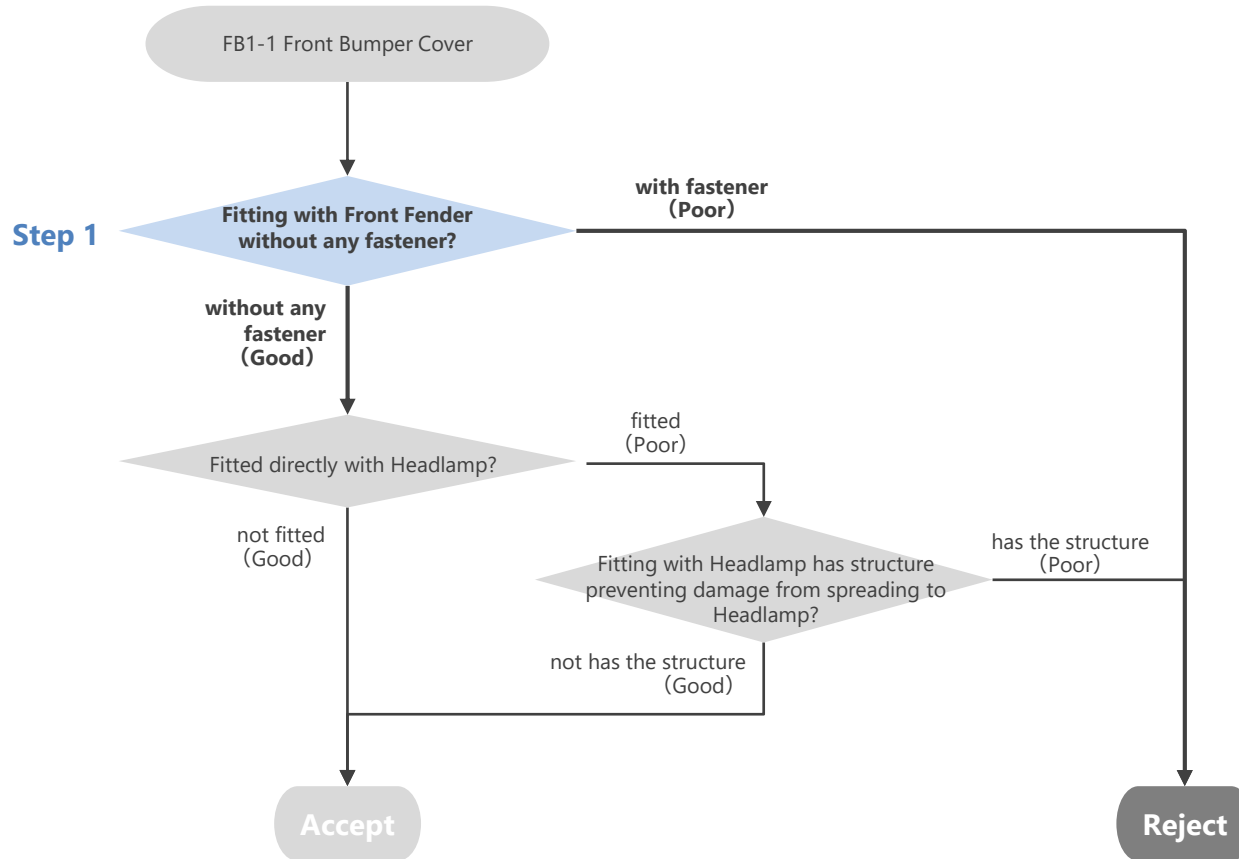 FB1-1 Front Bumper Cover
Step 1
Fitting with Front Fender
without any fastener?
with fastener
(Poor)
without any
fastener
(Good)
Fitted directly with Headlamp?
fitted
(Poor)
not fitted
(Good)
Fitting with Headlamp has structure
preventing damage from spreading to
Headlamp?
has the structure
(Poor)
not has the structure
(Good)
Accept
Reject